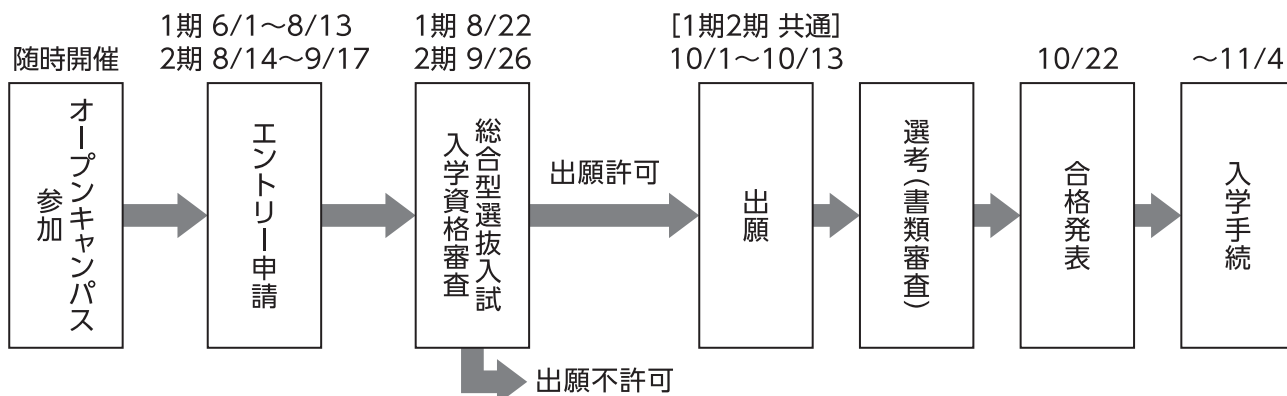 随時開催
オープンキャンパス
参加
1期 6/1～8/13
2期 8/14～9/17
エントリー申請
1期 8/22
2期 9/26
総合型選抜入試
入学資格審査
出願許可
出願不許可
[1期2期 共通]
10/1～10/13
出願
選考(書類審査)
10/22
合格発表
～11/4
入学手続